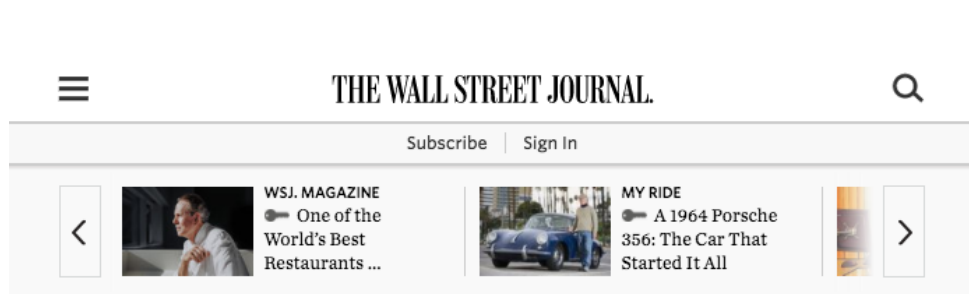 THE WALL STREET JOURNAL.
Subscribe
Sign In
WSJ. MAGAZINE
One of the
World's Best
Restaurants ...
MY RIDE
A 1964 Porsche
356: The Car That
Started It All